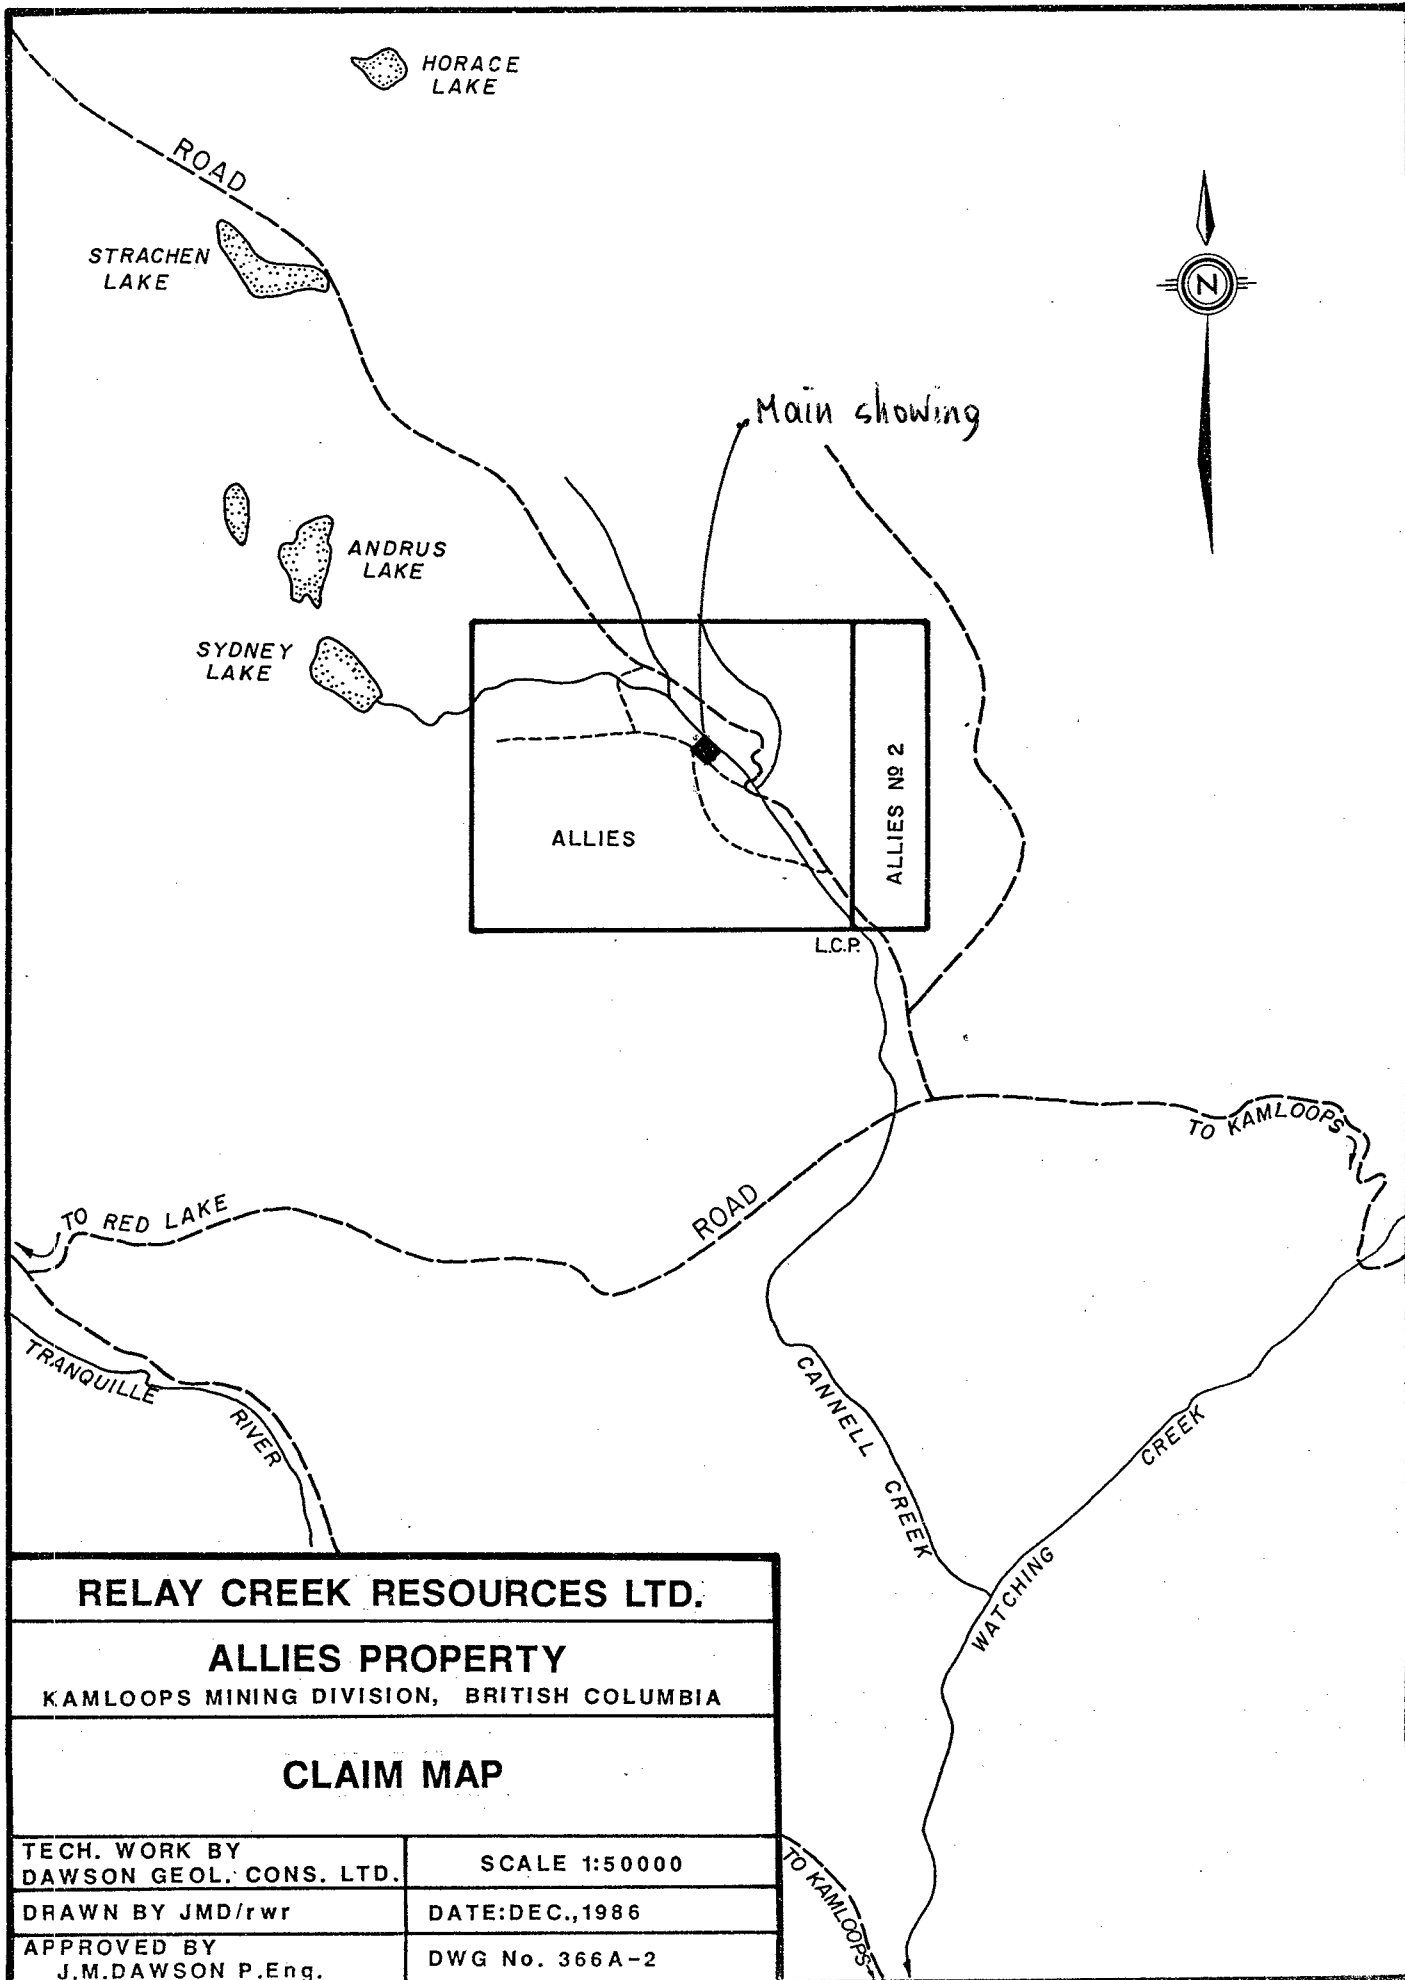 HORACE
LAKE
ROAD
STRACHEN
LAKE
N
Main showing
ANDRUS
LAKE
SYDNEY
LAKE
ALLIES
ALLIES Nº 2
L.C.P.
TO KAMLOOPS
TO RED LAKE
ROAD
TRANQUILLE
RIVER
CANNELL CREEK
WATCHING CREEK
RELAY CREEK RESOURCES LTD.
ALLIES PROPERTY
KAMLOOPS MINING DIVISION, BRITISH COLUMBIA
CLAIM MAP
TECH. WORK BY
DAWSON GEOL. CONS. LTD.
SCALE 1:50000
DRAWN BY JMD/rwr
DATE:DEC.,1986
APPROVED BY
J.M.DAWSON P.Eng.
DWG No. 366A-2
TO KAMLOOPS